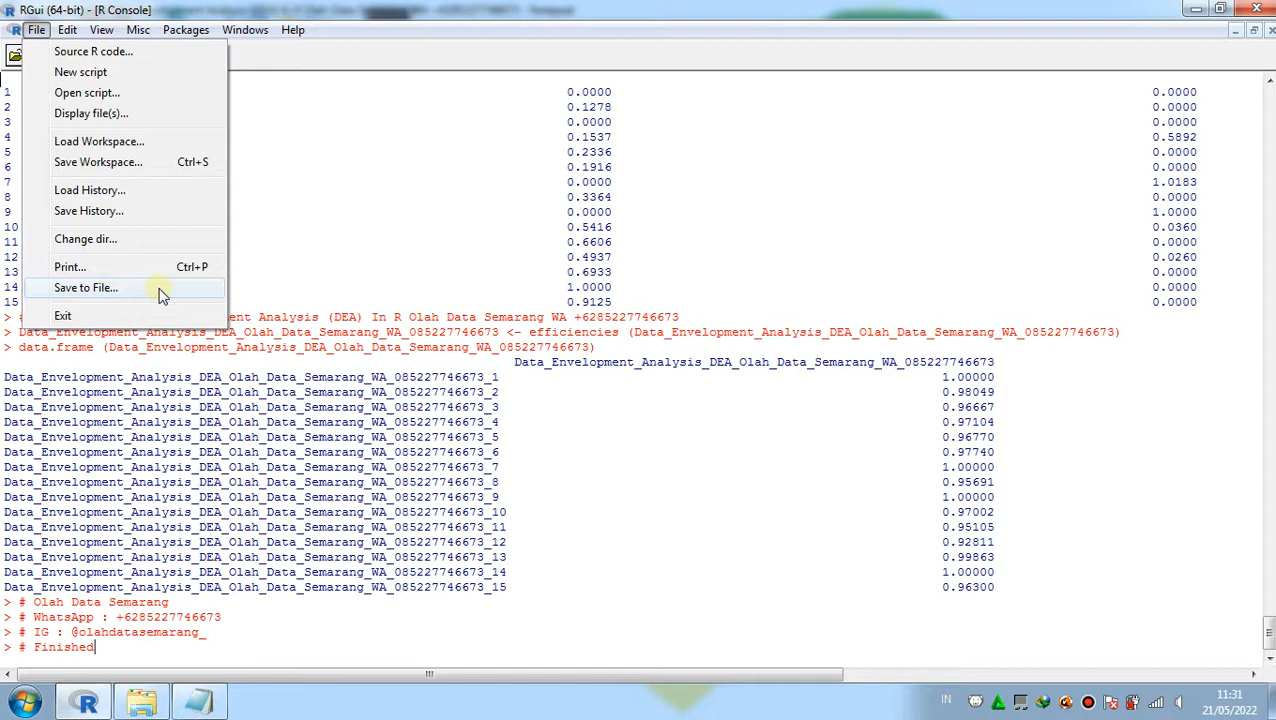 RGui (64-bit) - [R Console]
File Edit View Misc Packages Windows Help
Source R code...
New script
Open script...
Display file(s)...
Load Workspace...
Save Workspace... Ctrl+S
Load History...
Save History...
Change dir...
Print... Ctrl+P
Save to File...
Exit
1 0.0000 0.0000
2 0.1278 0.0000
3 0.0000 0.0000
4 0.1537 0.5892
5 0.2336 0.0000
6 0.1916 0.0000
7 0.0000 1.0183
8 0.3364 0.0000
9 0.0000 1.0000
10 0.5416 0.0360
11 0.6606 0.0000
12 0.4937 0.0260
13 0.6933 0.0000
14 1.0000 0.0000
15 0.9125 0.0000
> # ment Analysis (DEA) In R Olah Data Semarang WA +6285227746673
> Data_Envelopment_Analysis_DEA_Olah_Data_Semarang_WA_085227746673 <- efficiencies (Data_Envelopment_Analysis_DEA_Olah_Data_Semarang_WA_085227746673)
> data.frame (Data_Envelopment_Analysis_DEA_Olah_Data_Semarang_WA_085227746673)
Data_Envelopment_Analysis_DEA_Olah_Data_Semarang_WA_085227746673
Data_Envelopment_Analysis_DEA_Olah_Data_Semarang_WA_085227746673_1 1.00000
Data_Envelopment_Analysis_DEA_Olah_Data_Semarang_WA_085227746673_2 0.98049
Data_Envelopment_Analysis_DEA_Olah_Data_Semarang_WA_085227746673_3 0.96667
Data_Envelopment_Analysis_DEA_Olah_Data_Semarang_WA_085227746673_4 0.97104
Data_Envelopment_Analysis_DEA_Olah_Data_Semarang_WA_085227746673_5 0.96770
Data_Envelopment_Analysis_DEA_Olah_Data_Semarang_WA_085227746673_6 0.97740
Data_Envelopment_Analysis_DEA_Olah_Data_Semarang_WA_085227746673_7 1.00000
Data_Envelopment_Analysis_DEA_Olah_Data_Semarang_WA_085227746673_8 0.95691
Data_Envelopment_Analysis_DEA_Olah_Data_Semarang_WA_085227746673_9 1.00000
Data_Envelopment_Analysis_DEA_Olah_Data_Semarang_WA_085227746673_10 0.97002
Data_Envelopment_Analysis_DEA_Olah_Data_Semarang_WA_085227746673_11 0.95105
Data_Envelopment_Analysis_DEA_Olah_Data_Semarang_WA_085227746673_12 0.92811
Data_Envelopment_Analysis_DEA_Olah_Data_Semarang_WA_085227746673_13 0.99863
Data_Envelopment_Analysis_DEA_Olah_Data_Semarang_WA_085227746673_14 1.00000
Data_Envelopment_Analysis_DEA_Olah_Data_Semarang_WA_085227746673_15 0.96300
> # Olah Data Semarang
> # WhatsApp : +6285227746673
> # IG : @olahdatasemarang_
> # Finished
IN
11:31
21/05/2022